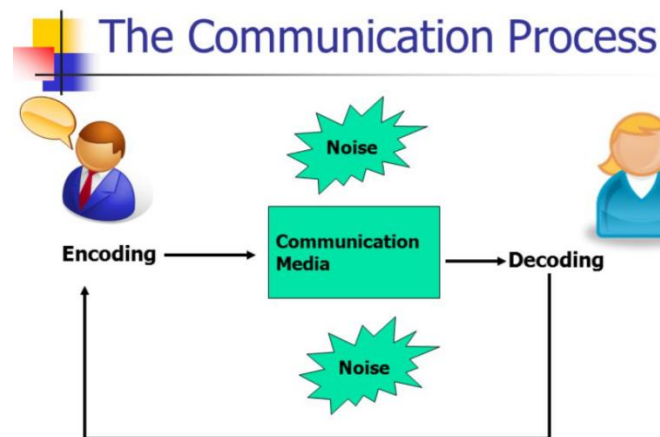 The Communication Process
Noise
Encoding
Communication
Media
Decoding
Noise